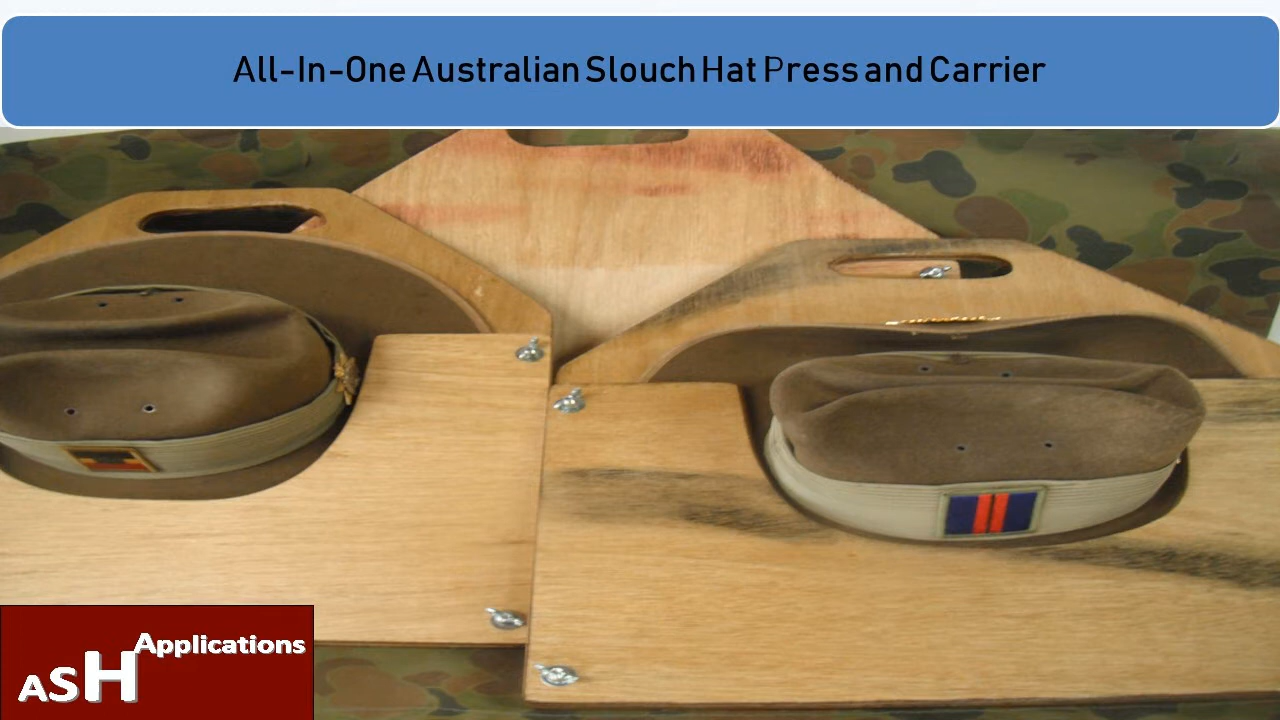 All-In-One Australian Slouch Hat Press and Carrier
Applications
ASH